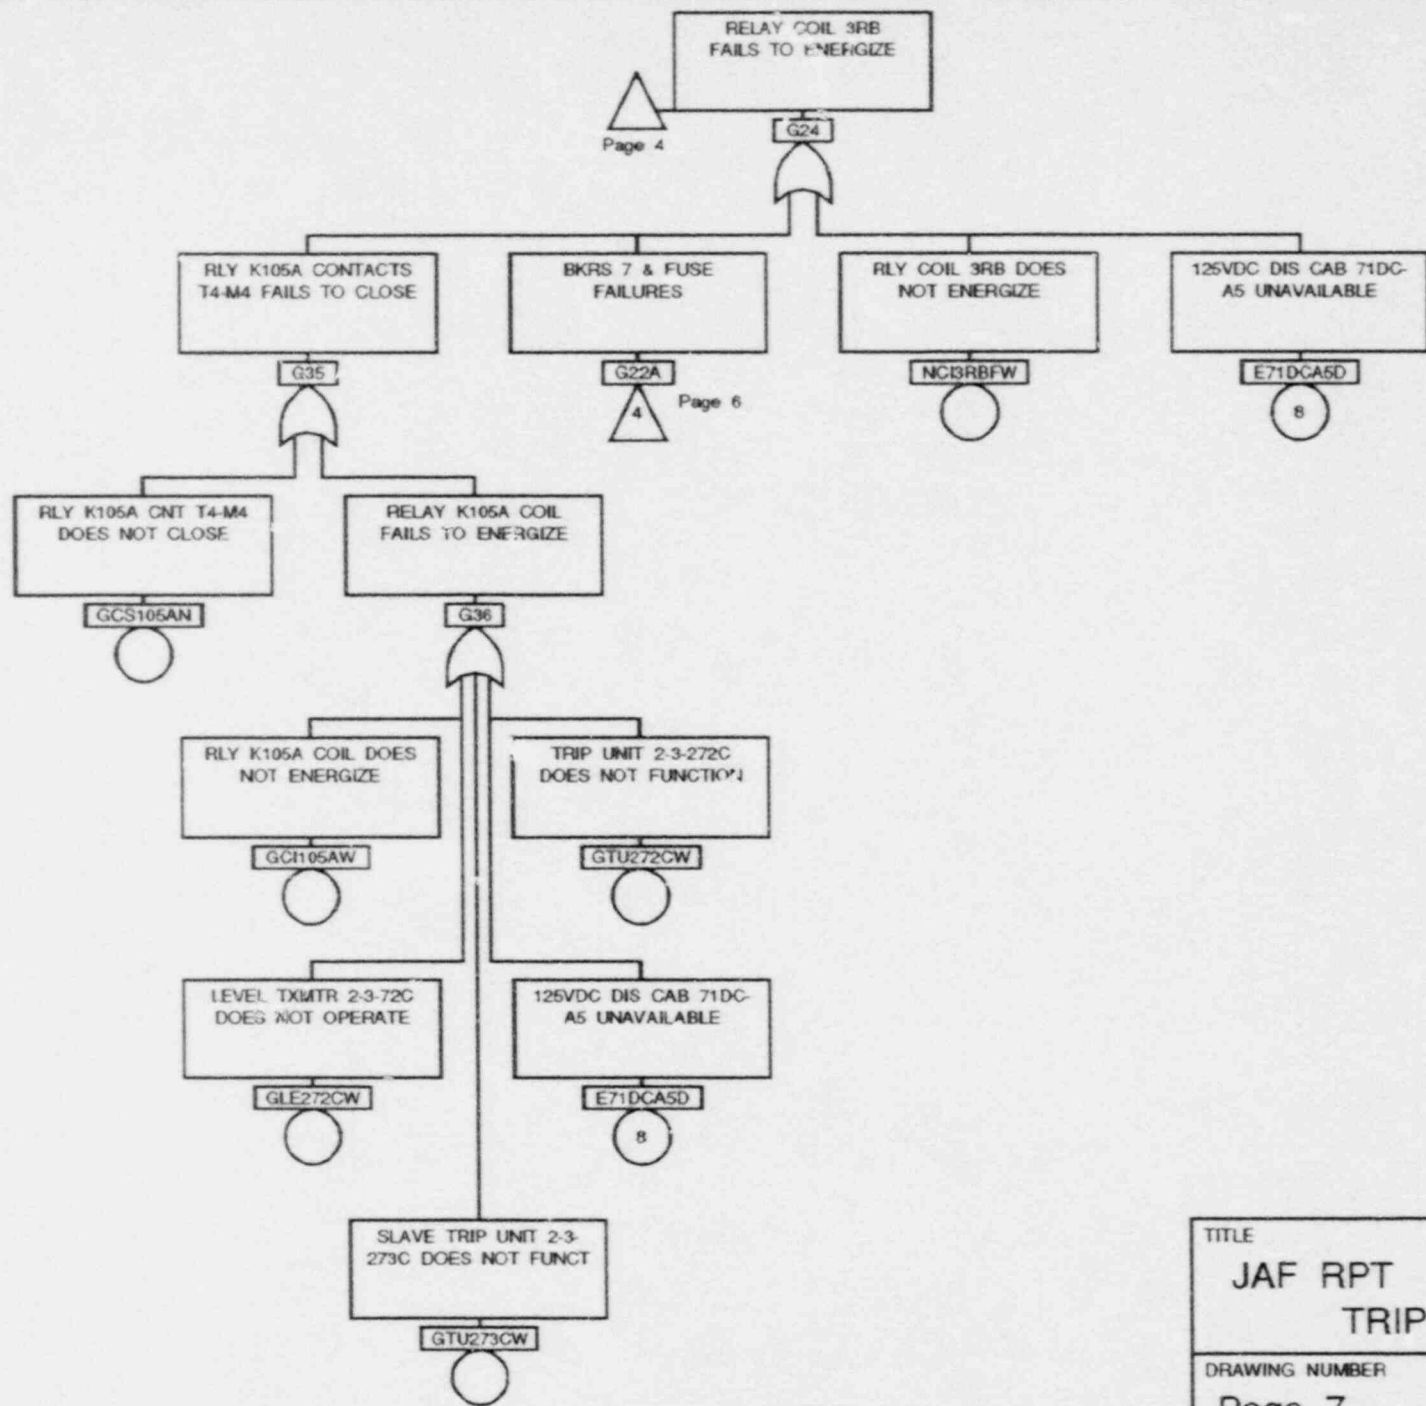 RELAY COIL 3RB
FAILS TO ENERGIZE
Page 4
G24
RLY K105A CONTACTS
T4-M4 FAILS TO CLOSE
G35
BKRS 7 & FUSE
FAILURES
G22A
4
Page 6
RLY COIL 3RB DOES
NOT ENERGIZE
NCI3RBFW
125VDC DIS CAB 71DC-
A5 UNAVAILABLE
E71DCA5D
8
RLY K105A CNT T4-M4
DOES NOT CLOSE
GCS105AN
RELAY K105A COIL
FAILS TO ENERGIZE
G36
RLY K105A COIL DOES
NOT ENERGIZE
GCI105AW
TRIP UNIT 2-3-272C
DOES NOT FUNCTION
GTU272CW
LEVEL TXMTR 2-3-72C
DOES NOT OPERATE
GLE272CW
125VDC DIS CAB 71DC-
A5 UNAVAILABLE
E71DCA5D
8
SLAVE TRIP UNIT 2-3-
273C DOES NOT FUNCT
GTU273CW
TITLE
JAF RPT
TRIP
DRAWING NUMBER
Page 7